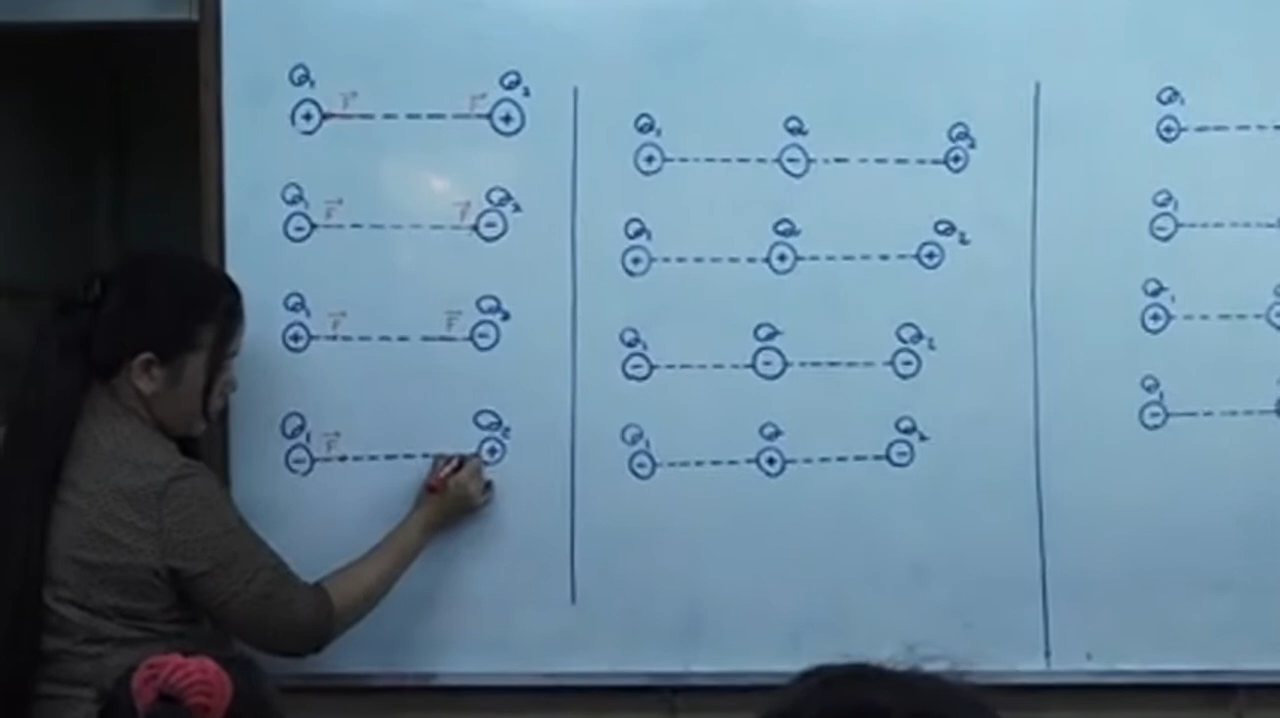 Q₁ Q₂
+ F⃗ F⃗ +
Q₁ Q₂
- F⃗ F⃗ -
Q₁ Q₂
+ F⃗ F⃗ -
Q₁ Q₂
- F⃗ +
Q₁ Q Q₂
+ - +
Q₁ Q Q₂
+ + +
Q₁ Q Q₂
- - -
Q₁ Q Q₂
- + -
Q₁
+
Q₁
-
Q₁
+
Q₁
-